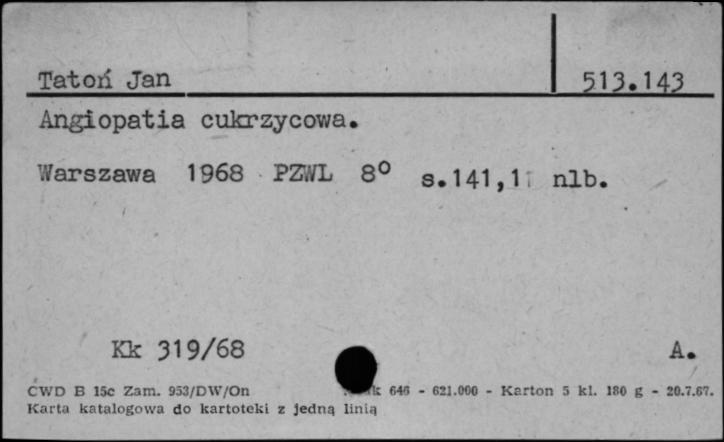 Tatoń Jan 513.143
Angiopatia cukrzycowa.
Warszawa 1968 PZWL 8° s.141,1 nlb.
Kk 319/68 A.
CWD B 15c Zam. 953/DW/On 646 - 621.000 - Karton 5 kl. 180 g - 20.7.67.
Karta katalogowa do kartoteki z jedną linią